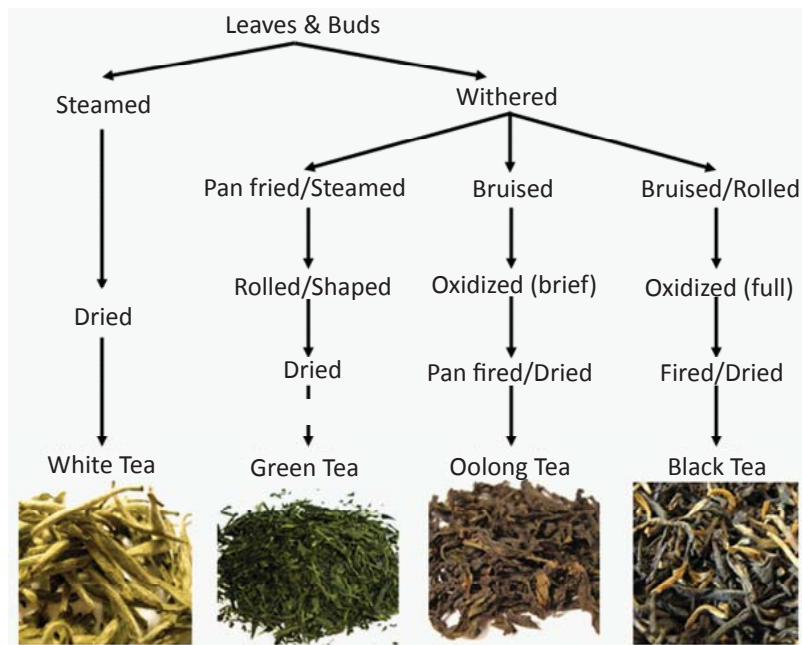 Leaves & Buds
Steamed
Withered
Pan fried/Steamed
Bruised
Bruised/Rolled
Rolled/Shaped
Oxidized (brief)
Oxidized (full)
Dried
Dried
Pan fired/Dried
Fired/Dried
White Tea
Green Tea
Oolong Tea
Black Tea